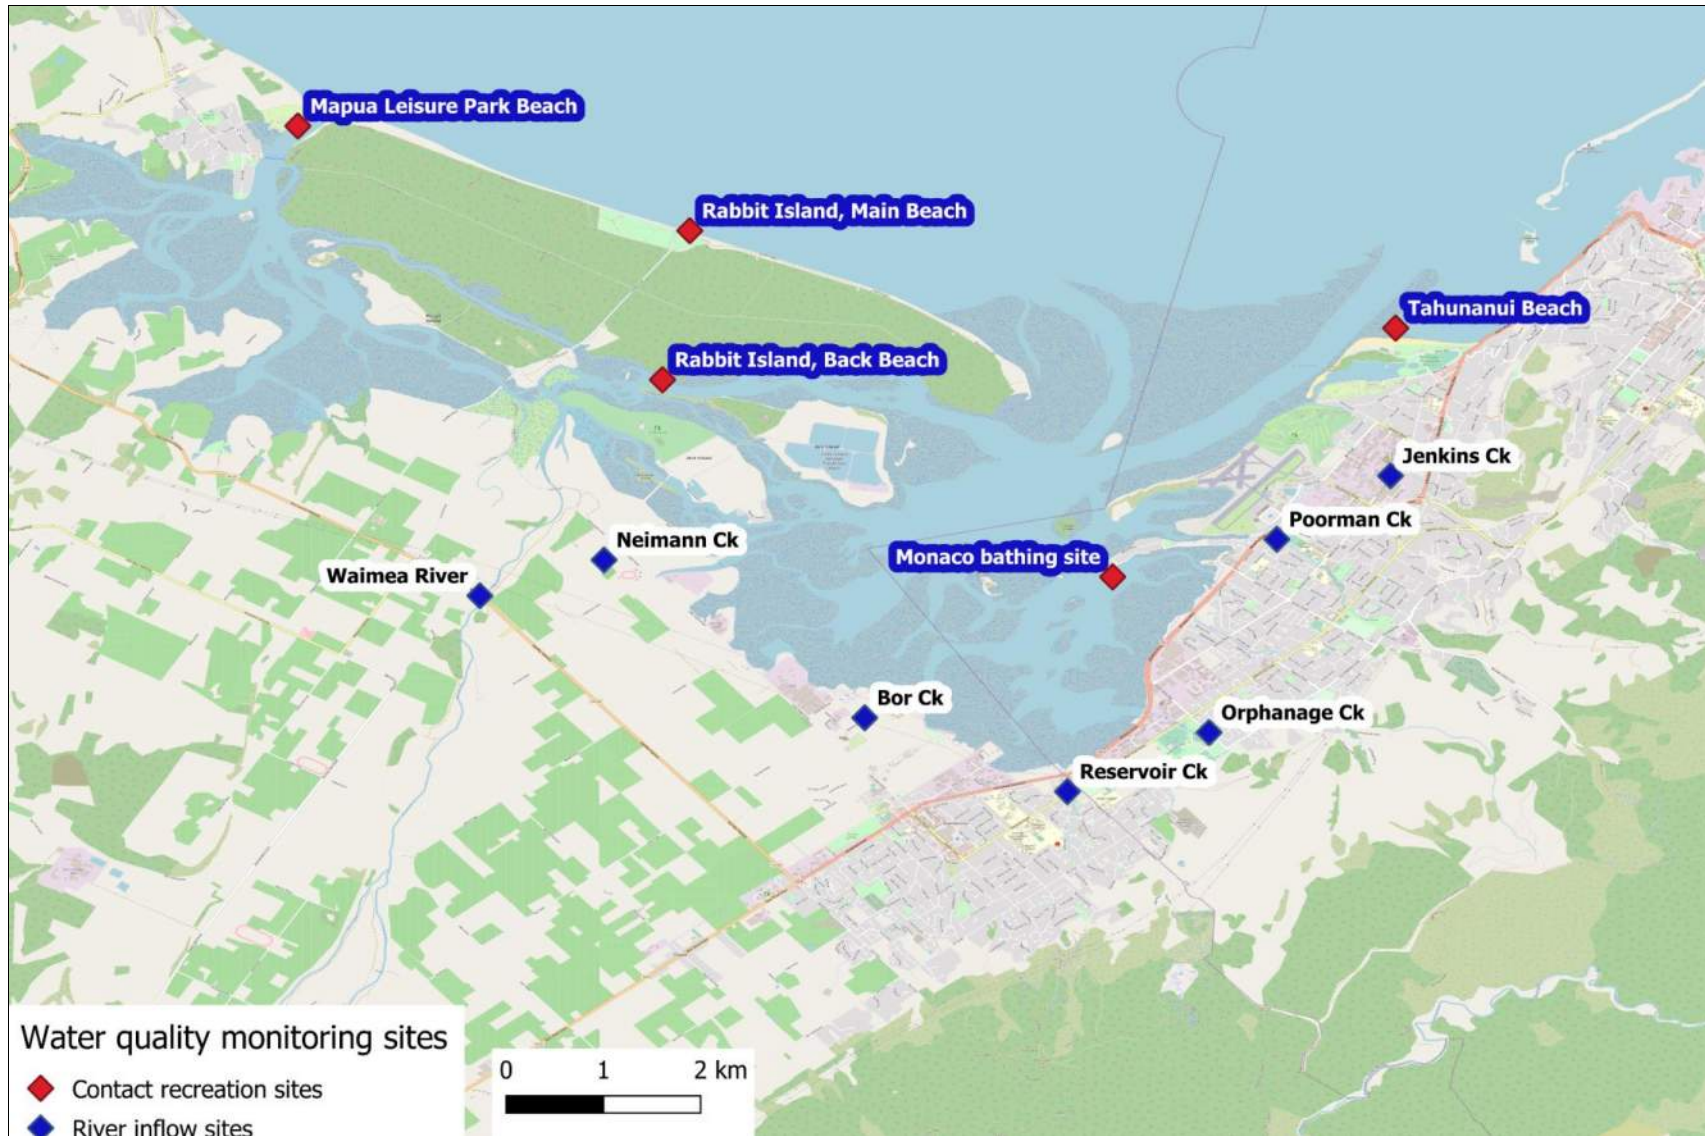 Mapua Leisure Park Beach
Rabbit Island, Main Beach
Tahunanui Beach
Rabbit Island, Back Beach
Jenkins Ck
Poorman Ck
Neimann Ck
Monaco bathing site
Waimea River
Bor Ck
Orphanage Ck
Reservoir Ck
Water quality monitoring sites
Contact recreation sites
River inflow sites
0 1 2 km